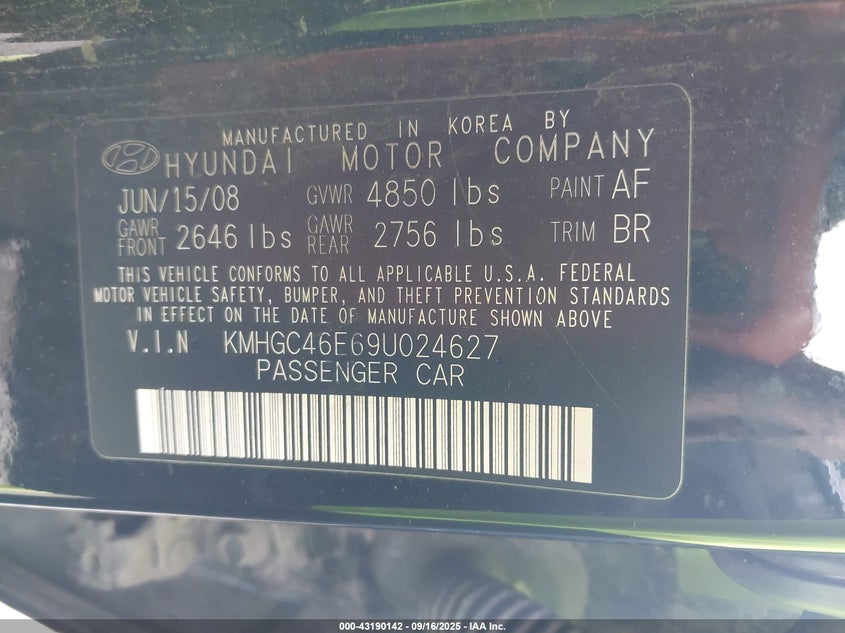 MANUFACTURED IN KOREA BY
HYUNDAI MOTOR COMPANY
JUN/15/08 GVWR 4850 lbs PAINT AF
GAWR FRONT 2646 lbs GAWR REAR 2756 lbs TRIM BR
THIS VEHICLE CONFORMS TO ALL APPLICABLE U.S.A. FEDERAL
MOTOR VEHICLE SAFETY, BUMPER, AND THEFT PREVENTION STANDARDS
IN EFFECT ON THE DATE OF MANUFACTURE SHOWN ABOVE
V.I.N KMHGC46E69U024627
PASSENGER CAR
000-43190142 - 09/16/2025 - IAA Inc.